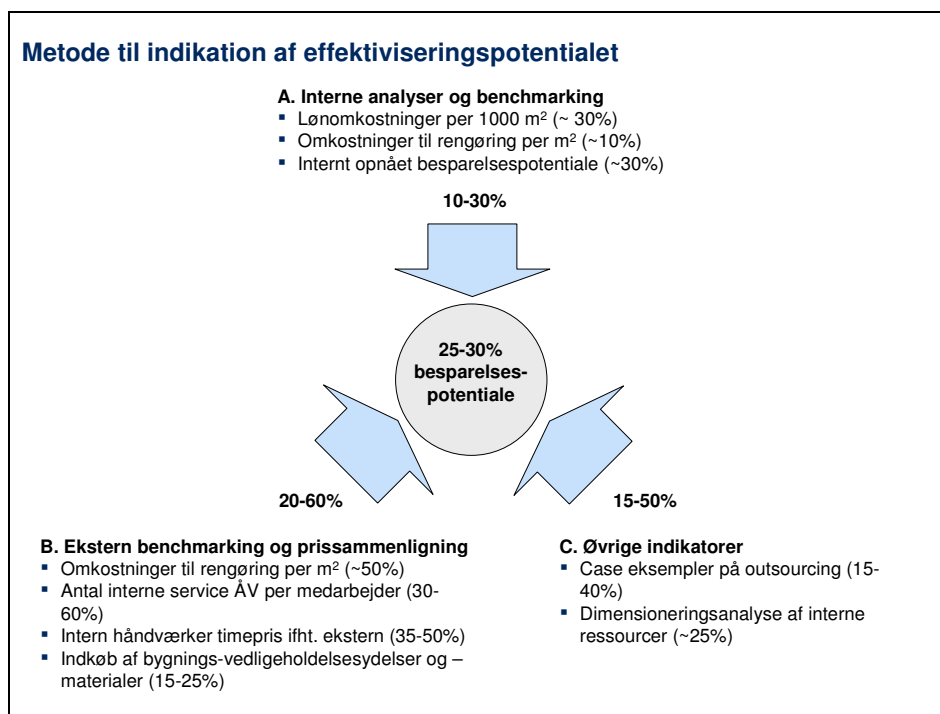 Metode til indikation af effektiviseringspotentialet
A. Interne analyser og benchmarking
▪ Lønomkostninger per 1000 m² (~ 30%)
▪ Omkostninger til rengøring per m² (~10%)
▪ Internt opnået besparelsespotentiale (~30%)
10-30%
25-30%
besparelses-
potentiale
20-60%
15-50%
B. Ekstern benchmarking og prissammenligning
▪ Omkostninger til rengøring per m² (~50%)
▪ Antal interne service ÅV per medarbejder (30-
60%)
▪ Intern håndværker timepris ifht. ekstern (35-50%)
▪ Indkøb af bygnings-vedligeholdelsesydelser og –
materialer (15-25%)
C. Øvrige indikatorer
▪ Case eksempler på outsourcing (15-
40%)
▪ Dimensioneringsanalyse af interne
ressourcer (~25%)